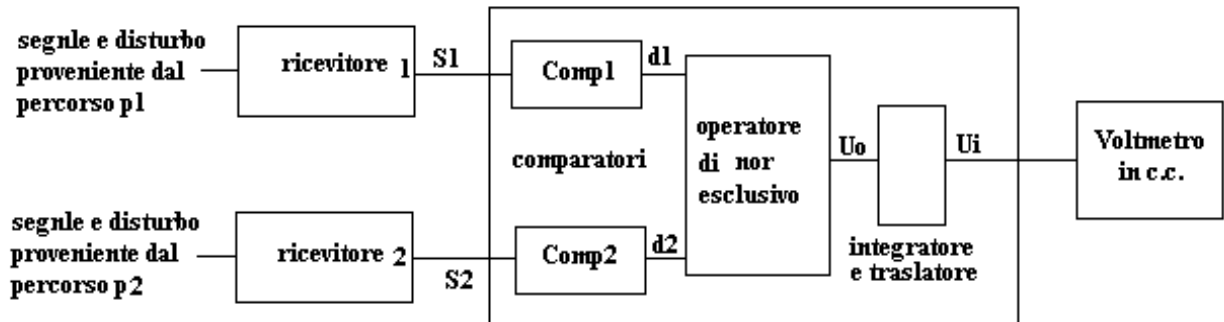 segnle e disturbo
proveniente dal
percorso p1
ricevitore 1
S1
Comp1
d1
comparatori
operatore
di nor
esclusivo
Uo
Ui
integratore
e traslatore
Voltmetro
in c.c.
segnle e disturbo
proveniente dal
percorso p2
ricevitore 2
S2
Comp2
d2